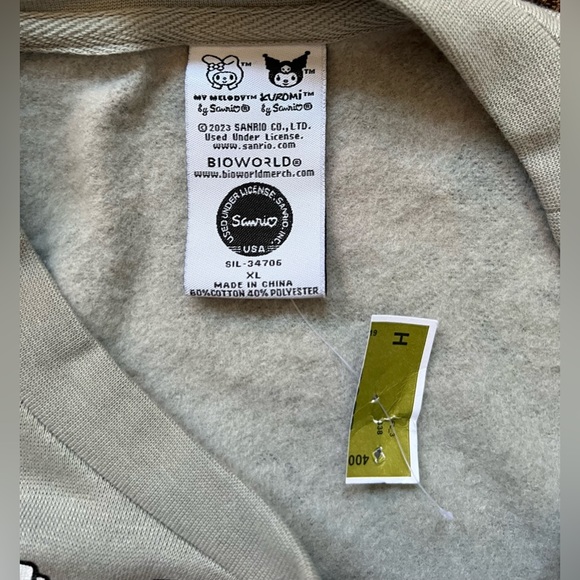 ™ ™
MY MELODY™ KUROMI™
by Sanrio® by Sanrio®
© 2023 SANRIO CO., LTD.
Used Under License.
www.sanrio.com
BIOWORLD®
www.bioworldmerch.com
USED UNDER LICENSE, SANRIO, INC.
Sanrio
USA
SIL-34706
XL
MADE IN CHINA
60%COTTON 40% POLYESTER
H
400